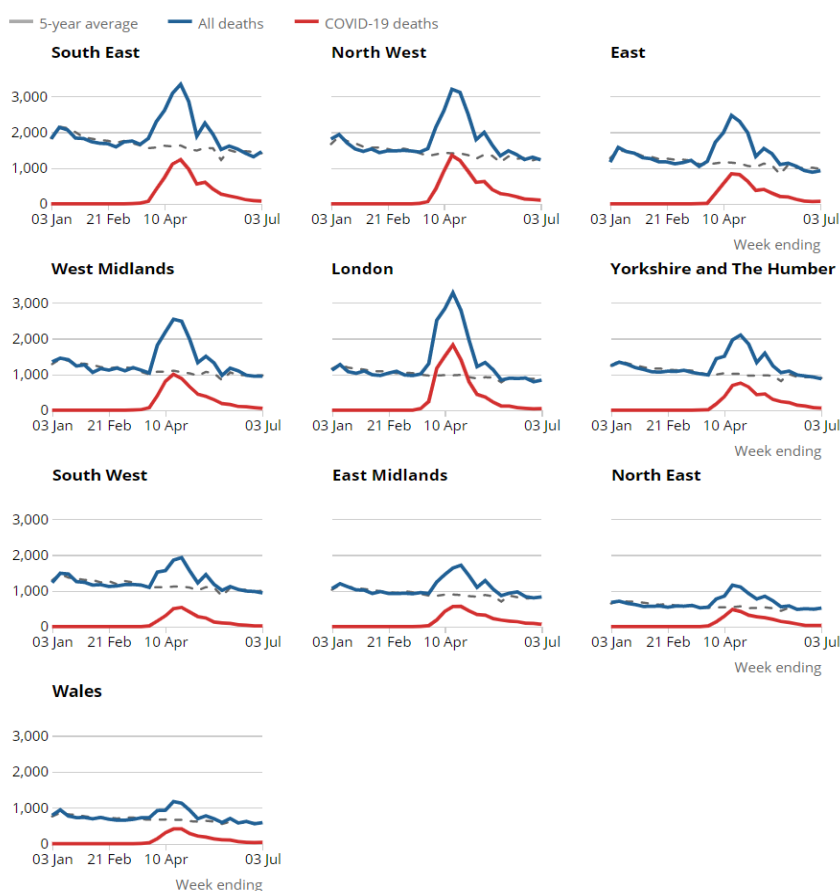 5-year average All deaths COVID-19 deaths
South East North West East
3,000
2,000
1,000
0
03 Jan 21 Feb 10 Apr 03 Jul 03 Jan 21 Feb 10 Apr 03 Jul 03 Jan 21 Feb 10 Apr 03 Jul
Week ending
West Midlands London Yorkshire and The Humber
3,000
2,000
1,000
0
03 Jan 21 Feb 10 Apr 03 Jul 03 Jan 21 Feb 10 Apr 03 Jul 03 Jan 21 Feb 10 Apr 03 Jul
Week ending
South West East Midlands North East
3,000
2,000
1,000
0
03 Jan 21 Feb 10 Apr 03 Jul 03 Jan 21 Feb 10 Apr 03 Jul 03 Jan 21 Feb 10 Apr 03 Jul
Week ending
Wales
3,000
2,000
1,000
0
03 Jan 21 Feb 10 Apr 03 Jul
Week ending